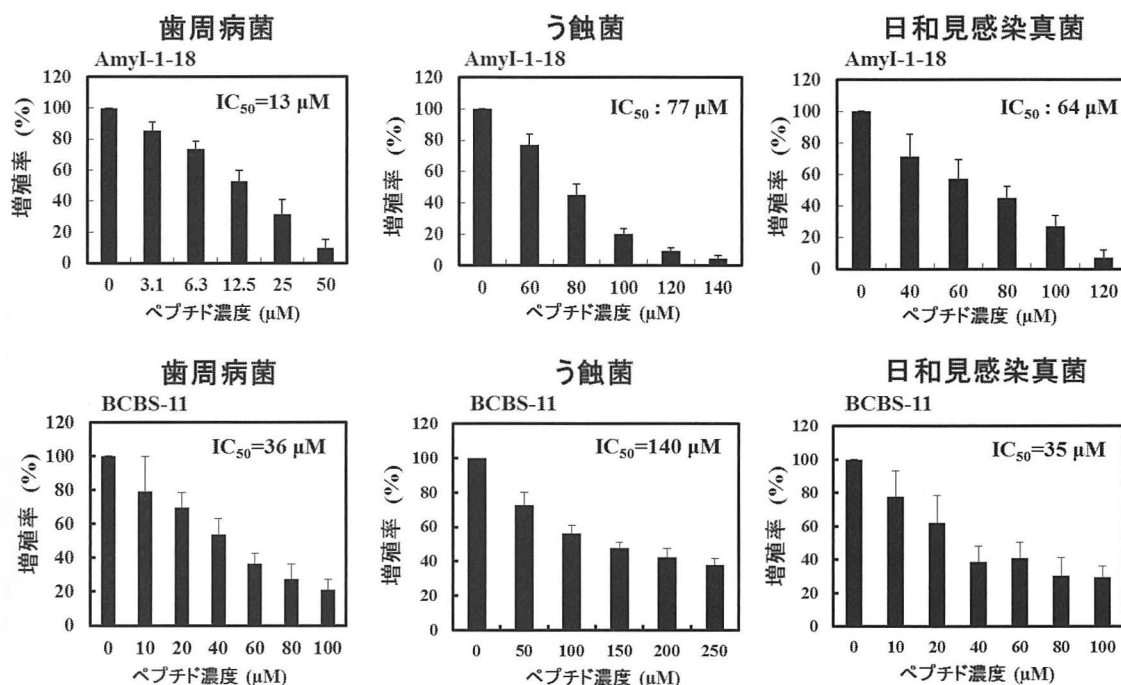 歯周病菌
AmyI-1-18
IC50=13 μM
増殖率 (%)
120
100
80
60
40
20
0
0 3.1 6.3 12.5 25 50
ペプチド濃度 (μM)
う蝕菌
AmyI-1-18
IC50 : 77 μM
増殖率 (%)
120
100
80
60
40
20
0
0 60 80 100 120 140
ペプチド濃度 (μM)
日和見感染真菌
AmyI-1-18
IC50 : 64 μM
増殖率 (%)
120
100
80
60
40
20
0
0 40 60 80 100 120
ペプチド濃度 (μM)
歯周病菌
BCBS-11
IC50=36 μM
増殖率 (%)
120
100
80
60
40
20
0
0 10 20 40 60 80 100
ペプチド濃度 (μM)
う蝕菌
BCBS-11
IC50=140 μM
増殖率 (%)
120
100
80
60
40
20
0
0 50 100 150 200 250
ペプチド濃度 (μM)
日和見感染真菌
BCBS-11
IC50=35 μM
増殖率 (%)
120
100
80
60
40
20
0
0 10 20 40 60 80 100
ペプチド濃度 (μM)